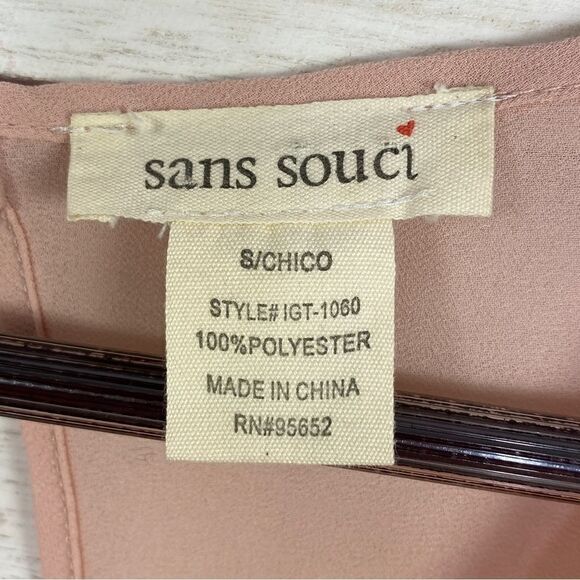 sans souci
S/CHICO
STYLE# IGT-1060
100%POLYESTER
MADE IN CHINA
RN#95652